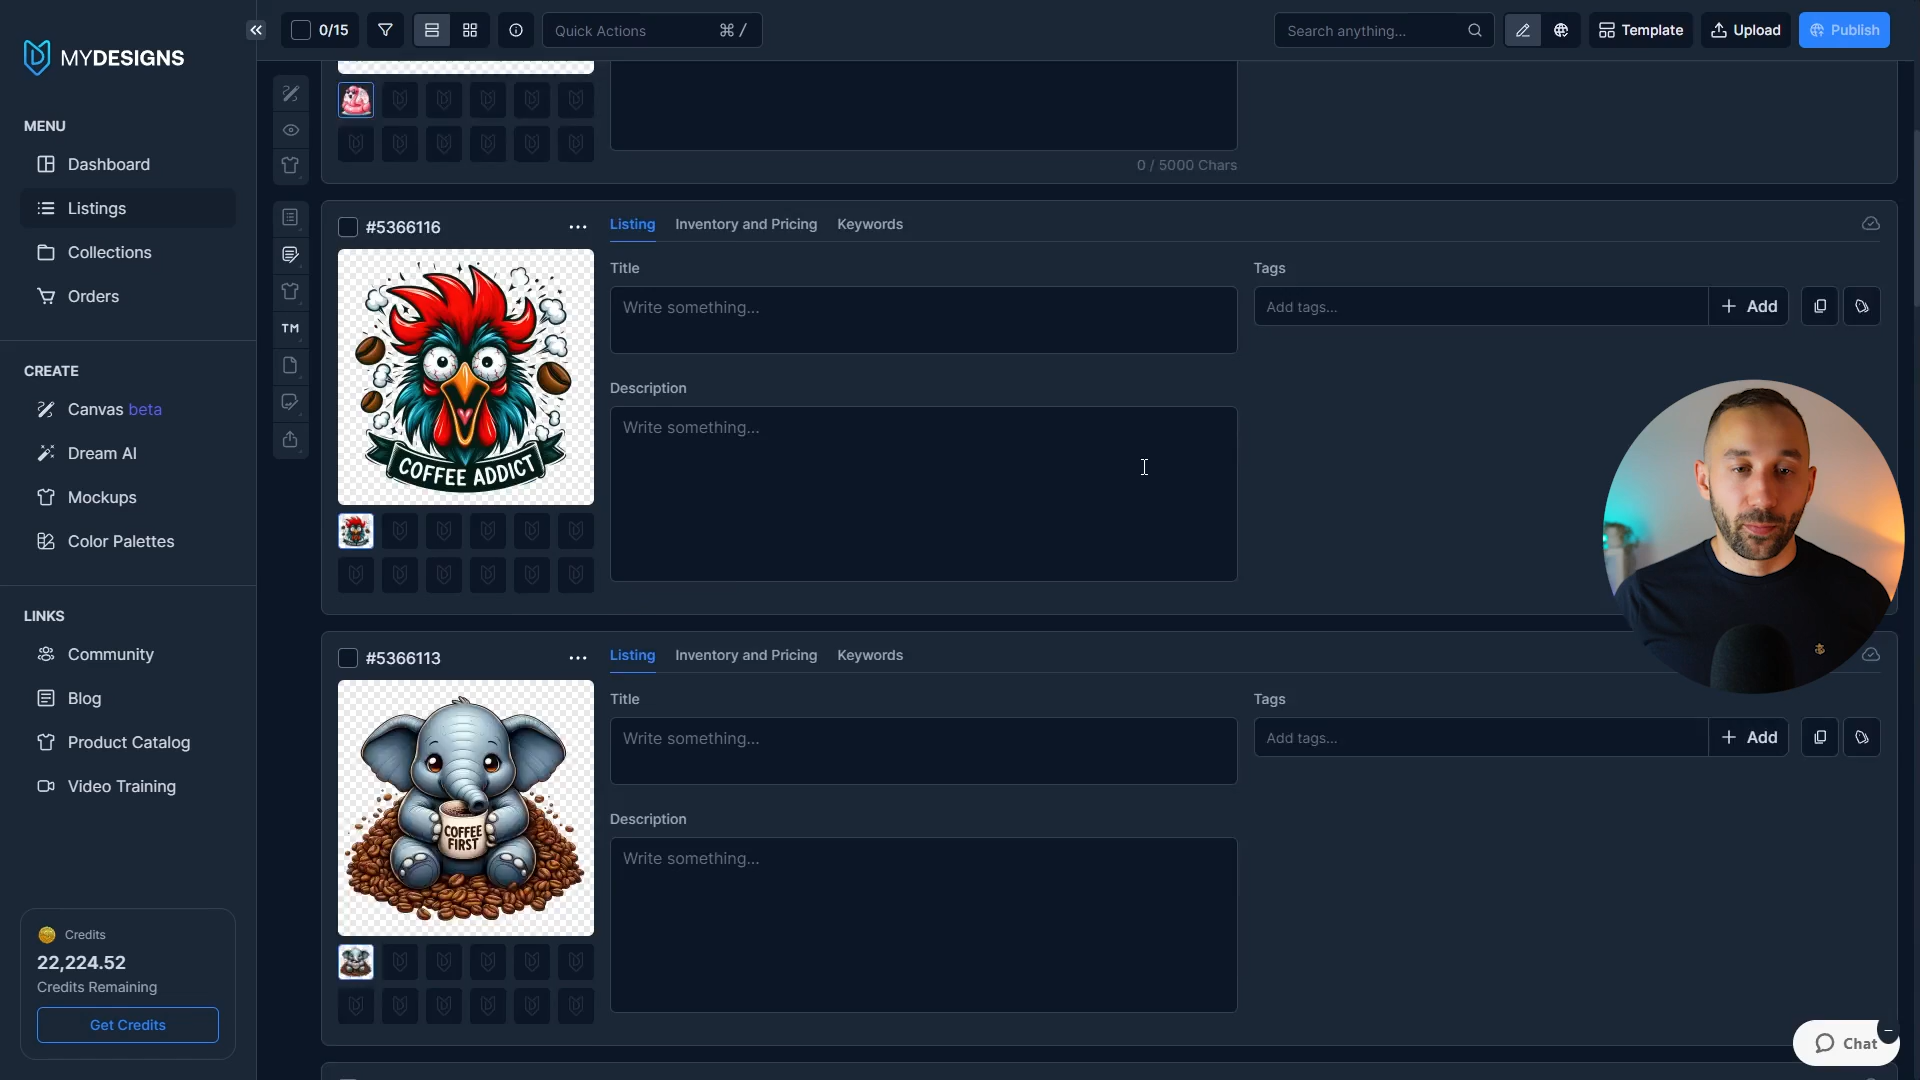 MYDESIGNS
0/15
Quick Actions
⌘ /
Search anything...
Template
Upload
Publish
MENU
Dashboard
Listings
Collections
Orders
CREATE
Canvas beta
Dream AI
Mockups
Color Palettes
LINKS
Community
Blog
Product Catalog
Video Training
Credits
22,224.52
Credits Remaining
Get Credits
TM
0 / 5000 Chars
#5366116
Listing
Inventory and Pricing
Keywords
Title
Write something...
Tags
Add tags...
Add
Description
Write something...
COFFEE ADDICT
#5366113
Listing
Inventory and Pricing
Keywords
Title
Write something...
Tags
Add tags...
Add
Description
Write something...
COFFEE
FIRST
Chat